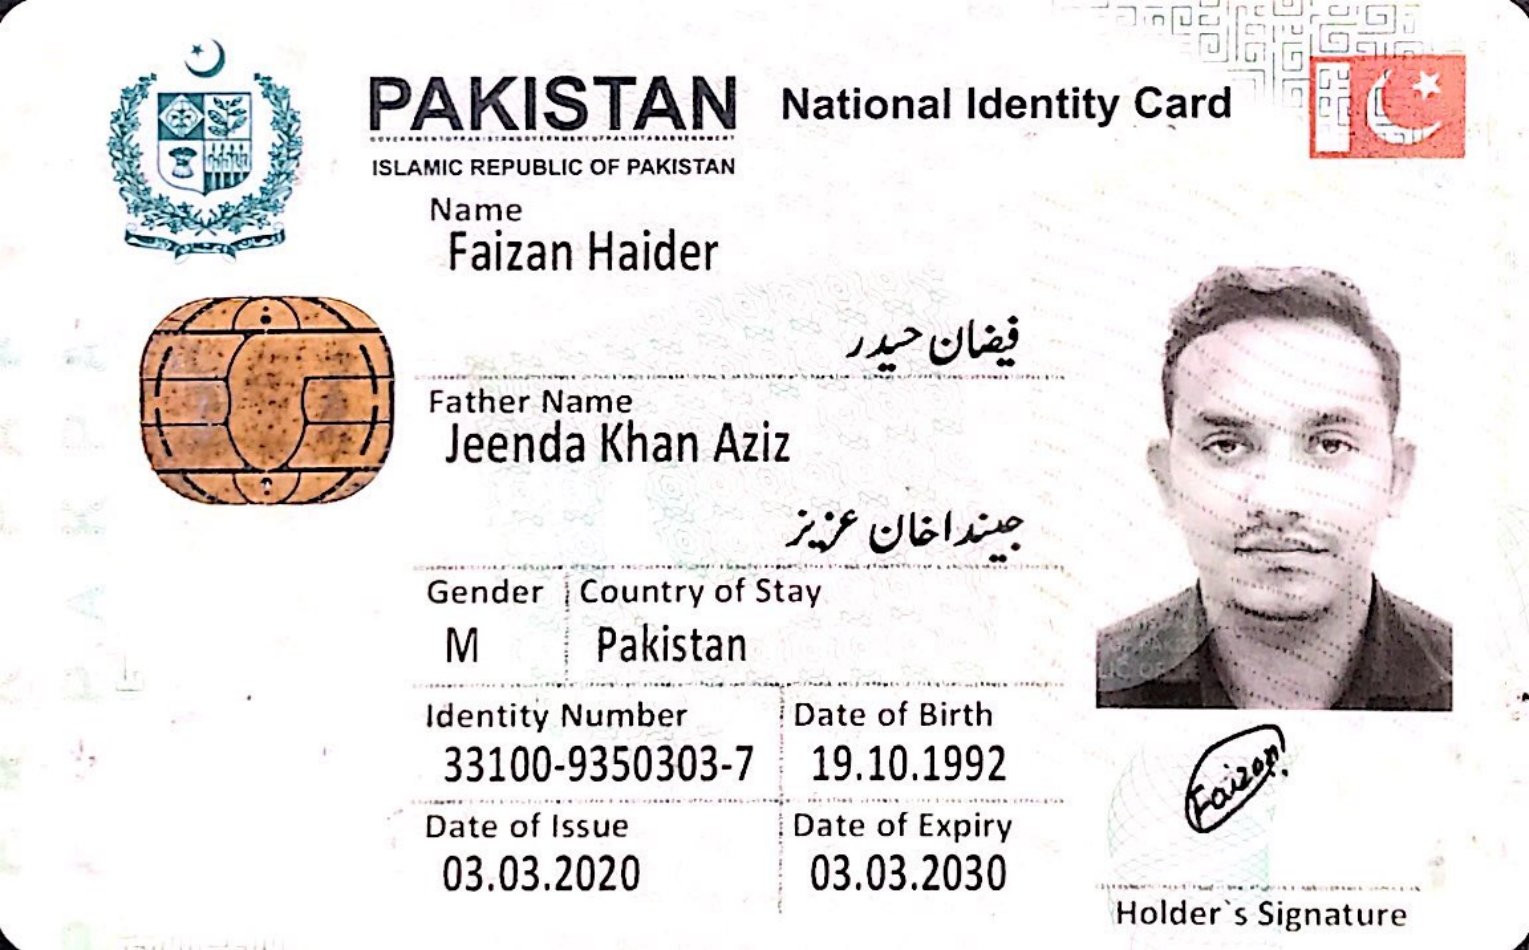 PAKISTAN National Identity Card
ISLAMIC REPUBLIC OF PAKISTAN
Name
Faizan Haider
فیضان حیدر
Father Name
Jeenda Khan Aziz
جیندا خان عزیز
Gender Country of Stay
M Pakistan
Identity Number Date of Birth
33100-9350303-7 19.10.1992
Date of Issue Date of Expiry
03.03.2020 03.03.2030
Faizan
Holder`s Signature